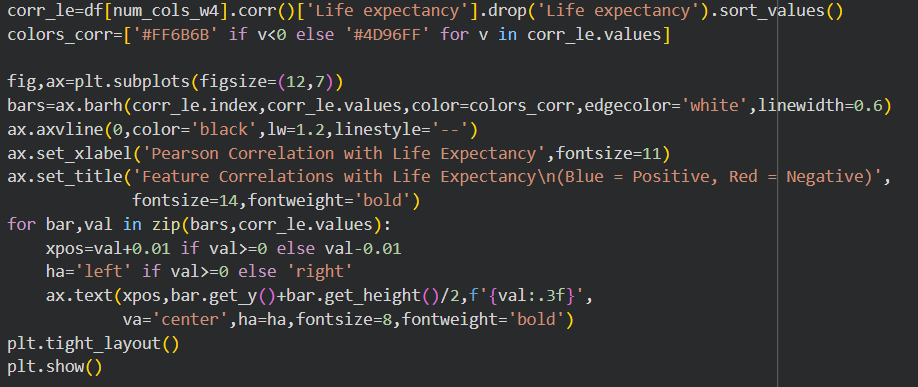 corr_le=df[num_cols_w4].corr()['Life expectancy'].drop('Life expectancy').sort_values()
colors_corr=['#FF6B6B' if v<0 else '#4D96FF' for v in corr_le.values]

fig,ax=plt.subplots(figsize=(12,7))
bars=ax.barh(corr_le.index,corr_le.values,color=colors_corr,edgecolor='white',linewidth=0.6)
ax.axvline(0,color='black',lw=1.2,linestyle='--')
ax.set_xlabel('Pearson Correlation with Life Expectancy',fontsize=11)
ax.set_title('Feature Correlations with Life Expectancy\n(Blue = Positive, Red = Negative)',
             fontsize=14,fontweight='bold')
for bar,val in zip(bars,corr_le.values):
    xpos=val+0.01 if val>=0 else val-0.01
    ha='left' if val>=0 else 'right'
    ax.text(xpos,bar.get_y()+bar.get_height()/2,f'{val:.3f}',
            va='center',ha=ha,fontsize=8,fontweight='bold')
plt.tight_layout()
plt.show()